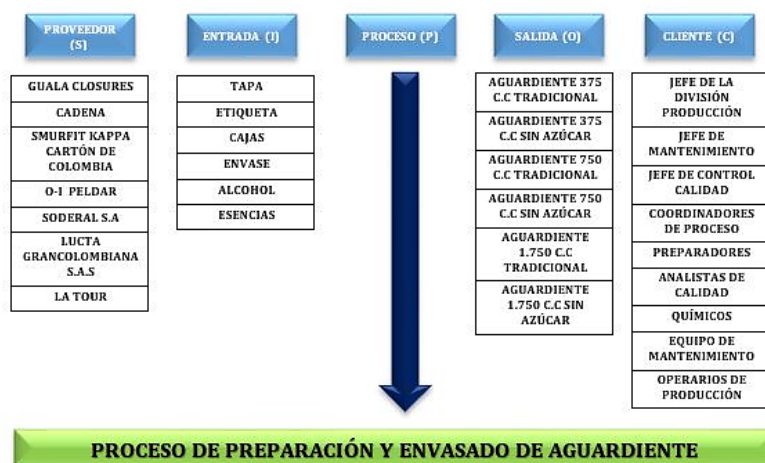 PROVEEDOR
(S)
ENTRADA (I)
PROCESO (P)
SALIDA (O)
CLIENTE (C)
GUALA CLOSURES
CADENA
SMURFIT KAPPA
CARTÓN DE
COLOMBIA
O-I PELDAR
SODERAL S.A
LUCTA
GRANCOLOMBIANA
S.A.S
LA TOUR
TAPA
ETIQUETA
CAJAS
ENVASE
ALCOHOL
ESENCIAS
AGUARDIENTE 375
C.C TRADICIONAL
AGUARDIENTE 375
C.C SIN AZÚCAR
AGUARDIENTE 750
C.C TRADICIONAL
AGUARDIENTE 750
C.C SIN AZÚCAR
AGUARDIENTE
1.750 C.C
TRADICIONAL
AGUARDIENTE
1.750 C.C SIN
AZÚCAR
JEFE DE LA
DIVISIÓN
PRODUCCIÓN
JEFE DE
MANTENIMIENTO
JEFE DE CONTROL
CALIDAD
COORDINADORES
DE PROCESO
PREPARADORES
ANALISTAS DE
CALIDAD
QUÍMICOS
EQUIPO DE
MANTENIMIENTO
OPERARIOS DE
PRODUCCIÓN
PROCESO DE PREPARACIÓN Y ENVASADO DE AGUARDIENTE